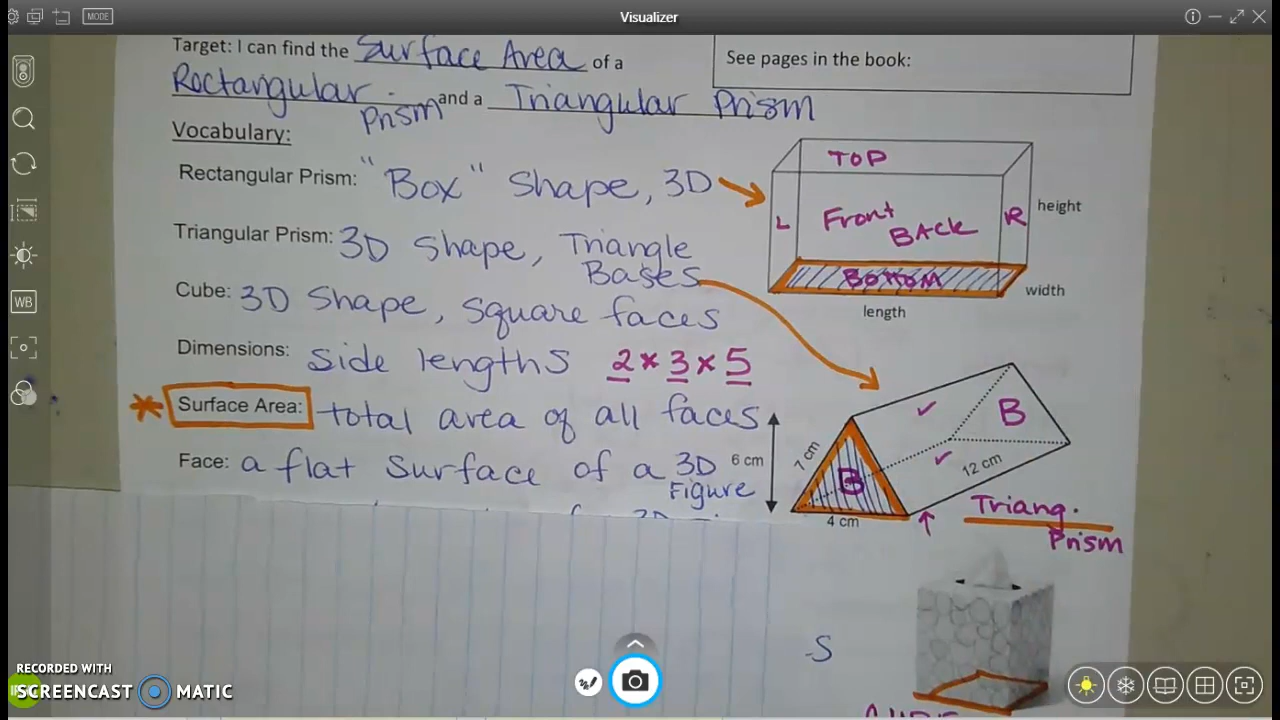 Visualizer
MODE
Target: I can find the Surface Area of a
Rectangular Prism and a Triangular Prism
See pages in the book:
Vocabulary:
Rectangular Prism: "Box" Shape, 3D
Triangular Prism: 3D Shape, Triangle
Bases
Cube: 3D Shape, square faces
Dimensions: side lengths 2 x 3 x 5
* Surface Area: total area of all faces
Face: a flat surface of a 3D
Figure
TOP
L
Front
BACK
R
height
BOTTOM
width
length
B
7 cm
6 cm
B
12 cm
4 cm
Triang.
Prism
S
WB
RECORDED WITH
SCREENCAST MATIC